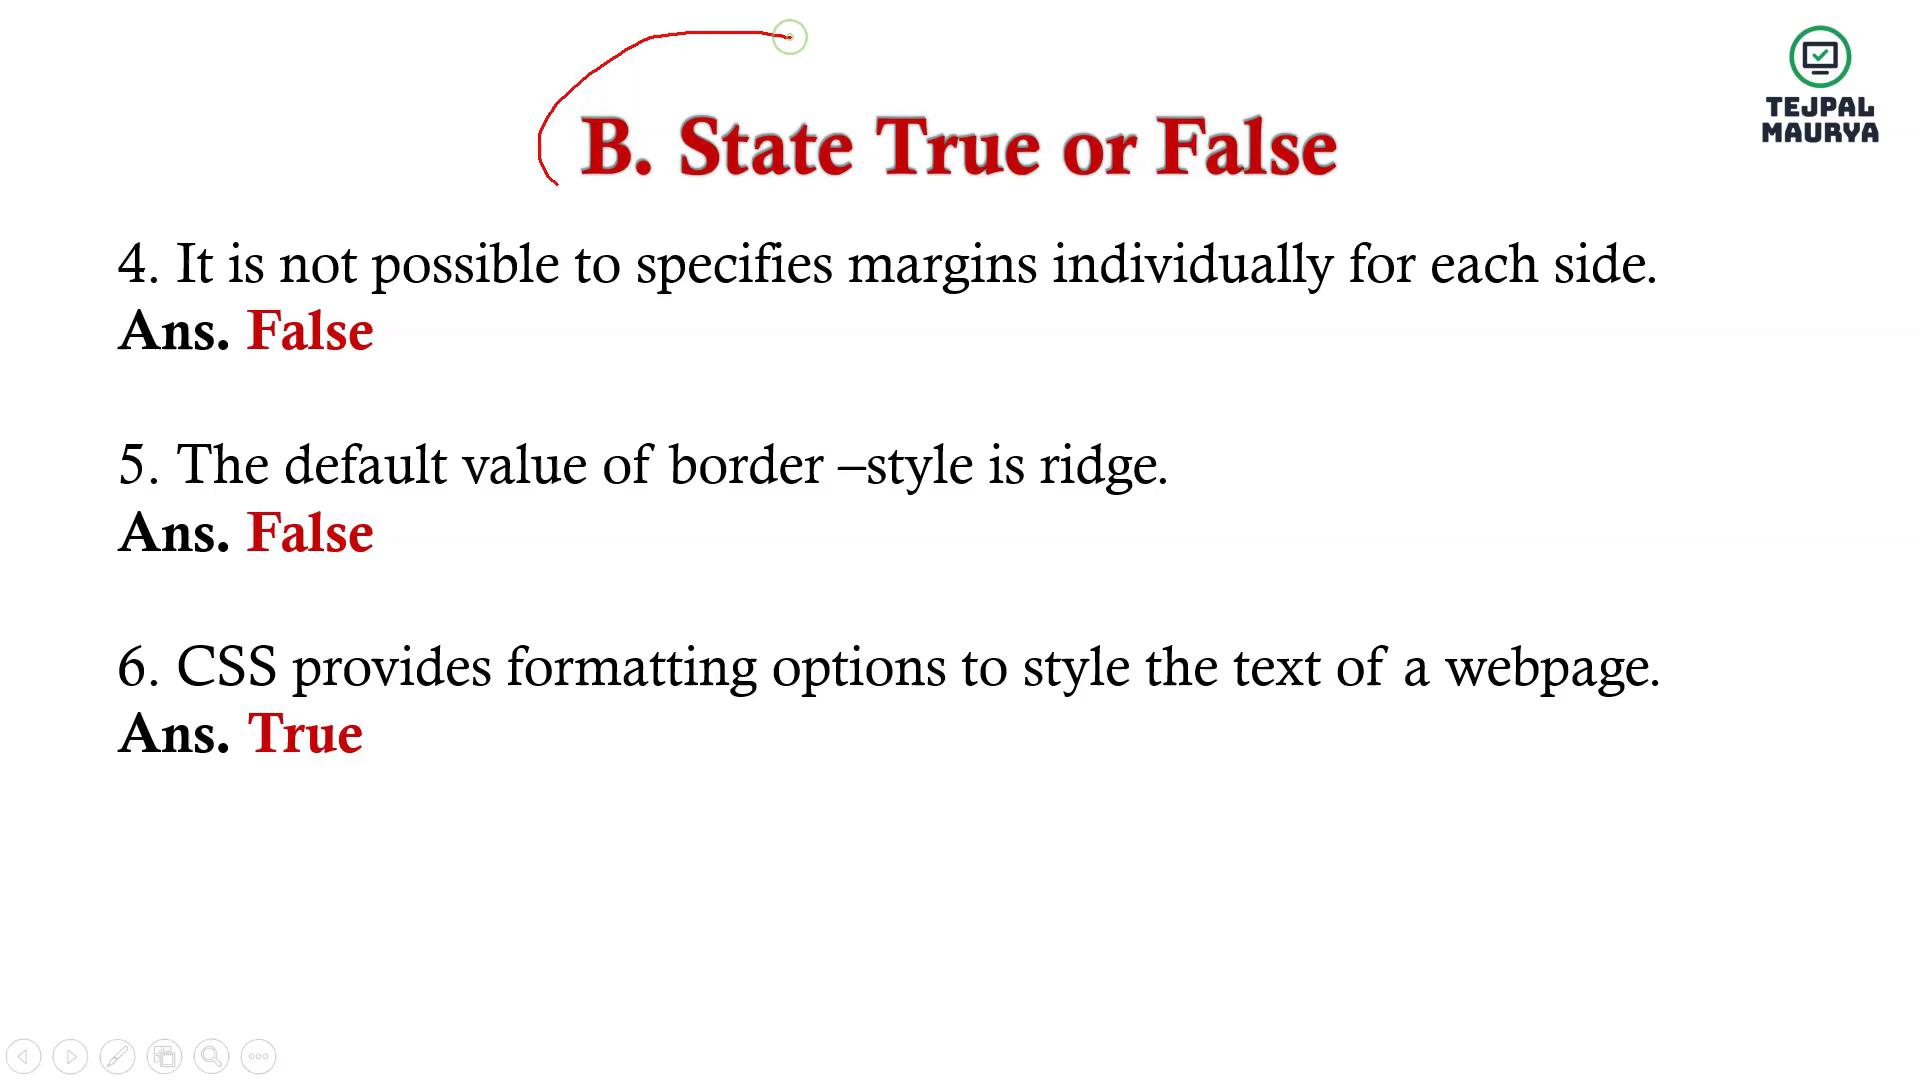 TEJPAL
MAURYA
B. State True or False
4. It is not possible to specifies margins individually for each side.
Ans. False
5. The default value of border –style is ridge.
Ans. False
6. CSS provides formatting options to style the text of a webpage.
Ans. True